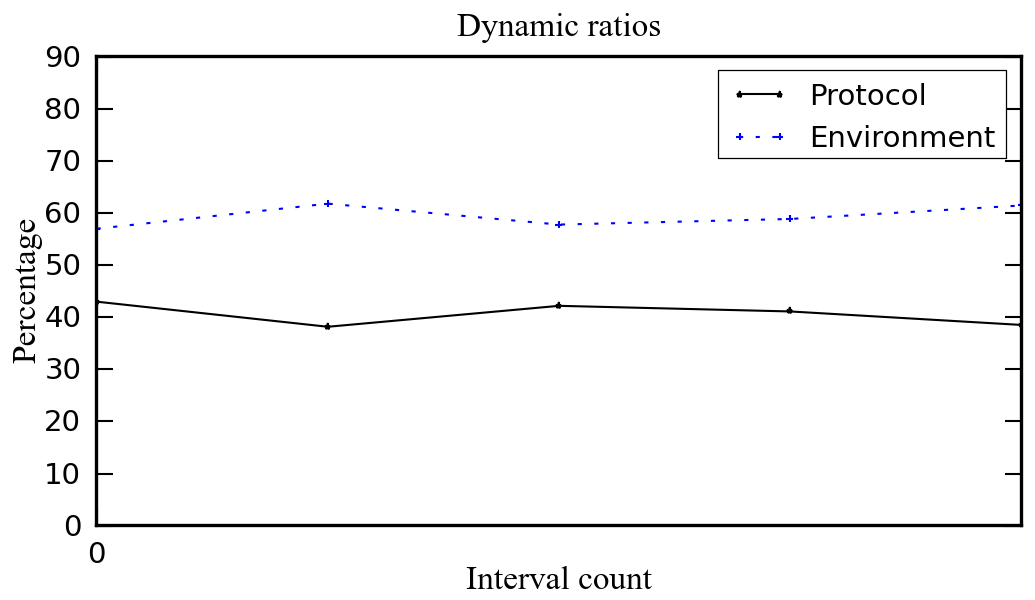 Dynamic ratios
90
80
70
60
50
40
30
20
10
0
Percentage
Protocol
Environment
0
Interval count